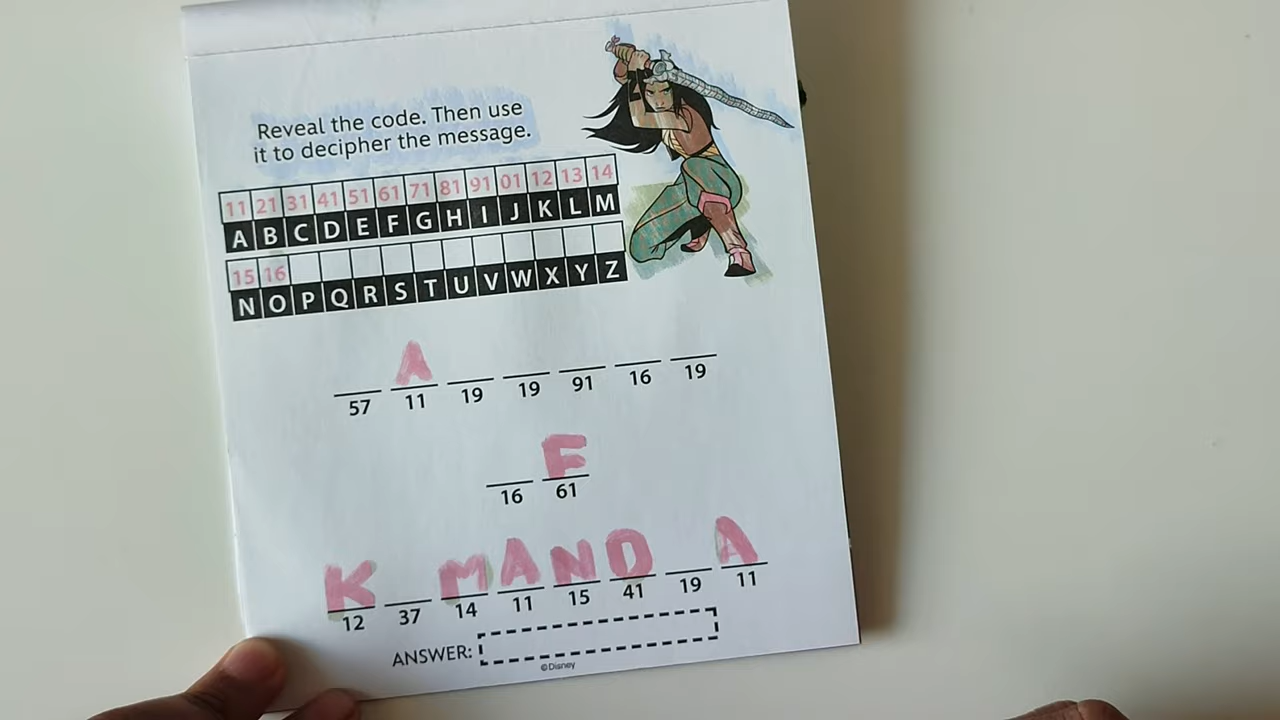 Reveal the code. Then use
it to decipher the message.
11 21 31 41 51 61 71 81 91 01 12 13 14
A B C D E F G H I J K L M
15 16
N O P Q R S T U V W X Y Z
A
57 11 19 19 91 16 19
F
16 61
K M A N D A
12 37 14 11 15 41 19 11
ANSWER:
©Disney